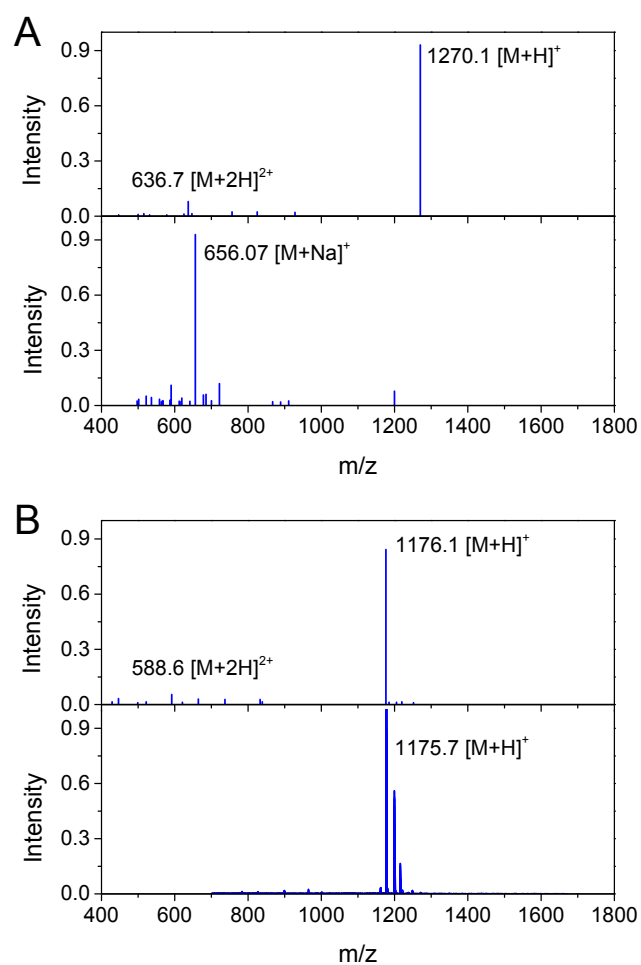 A
0.9
1270.1 [M+H]+
0.6
Intensity
0.3
636.7 [M+2H]2+
0.0
0.9
656.07 [M+Na]+
0.6
Intensity
0.3
0.0
400 600 800 1000 1200 1400 1600 1800
m/z
B
0.9
1176.1 [M+H]+
0.6
Intensity
0.3
588.6 [M+2H]2+
0.0
0.9
1175.7 [M+H]+
0.6
Intensity
0.3
0.0
400 600 800 1000 1200 1400 1600 1800
m/z